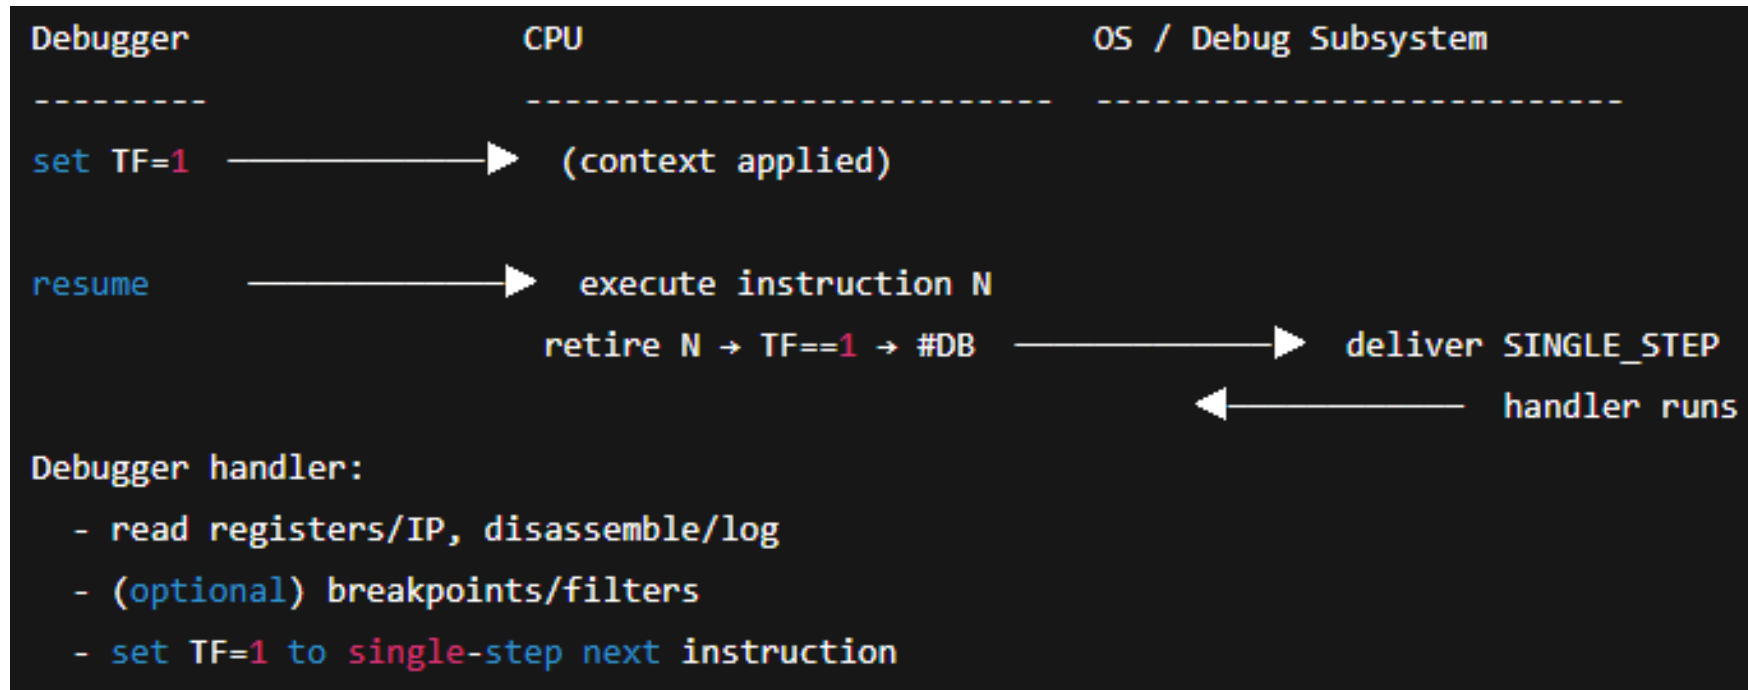 Debugger CPU OS / Debug Subsystem
--------- --------------------------- ---------------------------
set TF=1 ─────────────▶ (context applied)
resume ─────────────▶ execute instruction N
retire N → TF==1 → #DB ─────────────▶ deliver SINGLE_STEP
◀──────────── handler runs
Debugger handler:
- read registers/IP, disassemble/log
- (optional) breakpoints/filters
- set TF=1 to single-step next instruction